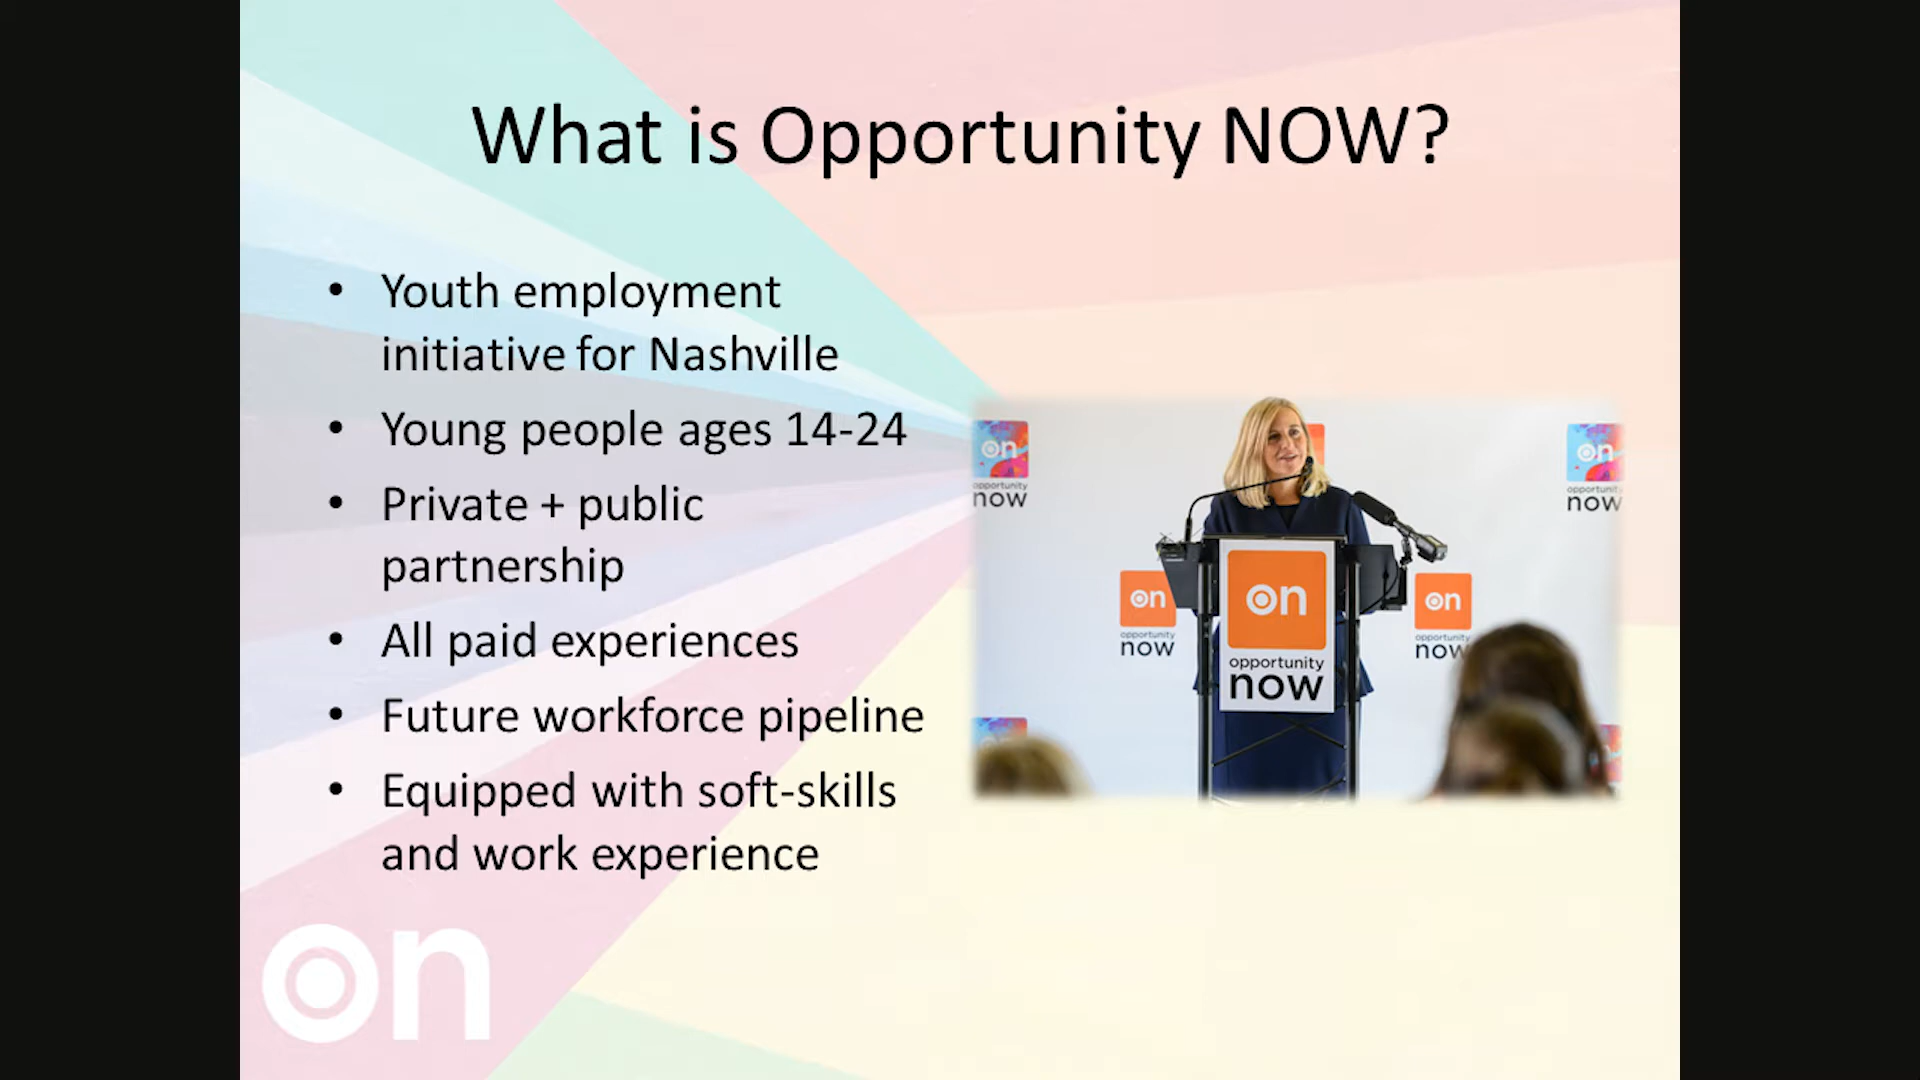 What is Opportunity NOW?
• Youth employment
initiative for Nashville
• Young people ages 14-24
• Private + public
partnership
• All paid experiences
• Future workforce pipeline
• Equipped with soft-skills
and work experience
on
opportunity
now
on
opportunity
now
on
opportunity
now
on
opportunity
now
on
opportunity
now
on